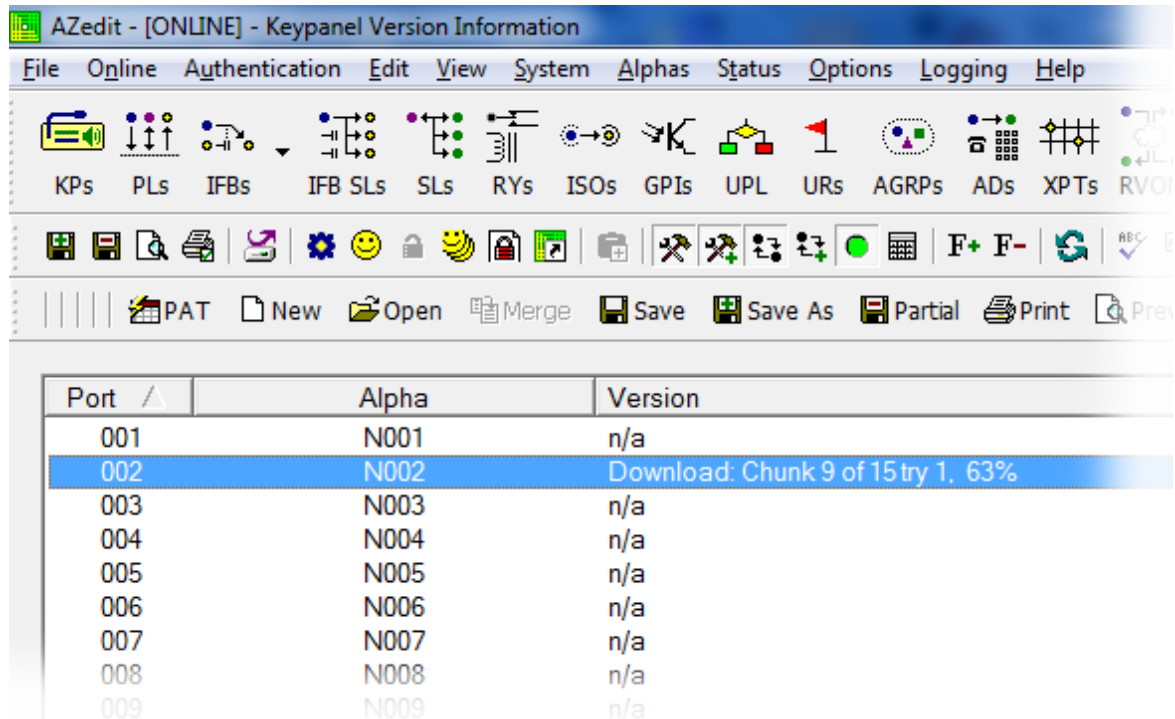 AZedit - [ONLINE] - Keypanel Version Information
File Online Authentication Edit View System Alphas Status Options Logging Help
KPs PLs IFBs IFB SLs SLs RYs ISOs GPIs UPL URs AGRPs ADs XPTs RVON
F+ F- ABC
PAT New Open Merge Save Save As Partial Print Prev
Port Alpha Version
001 N001 n/a
002 N002 Download: Chunk 9 of 15 try 1, 63%
003 N003 n/a
004 N004 n/a
005 N005 n/a
006 N006 n/a
007 N007 n/a
008 N008 n/a
009 N009 n/a